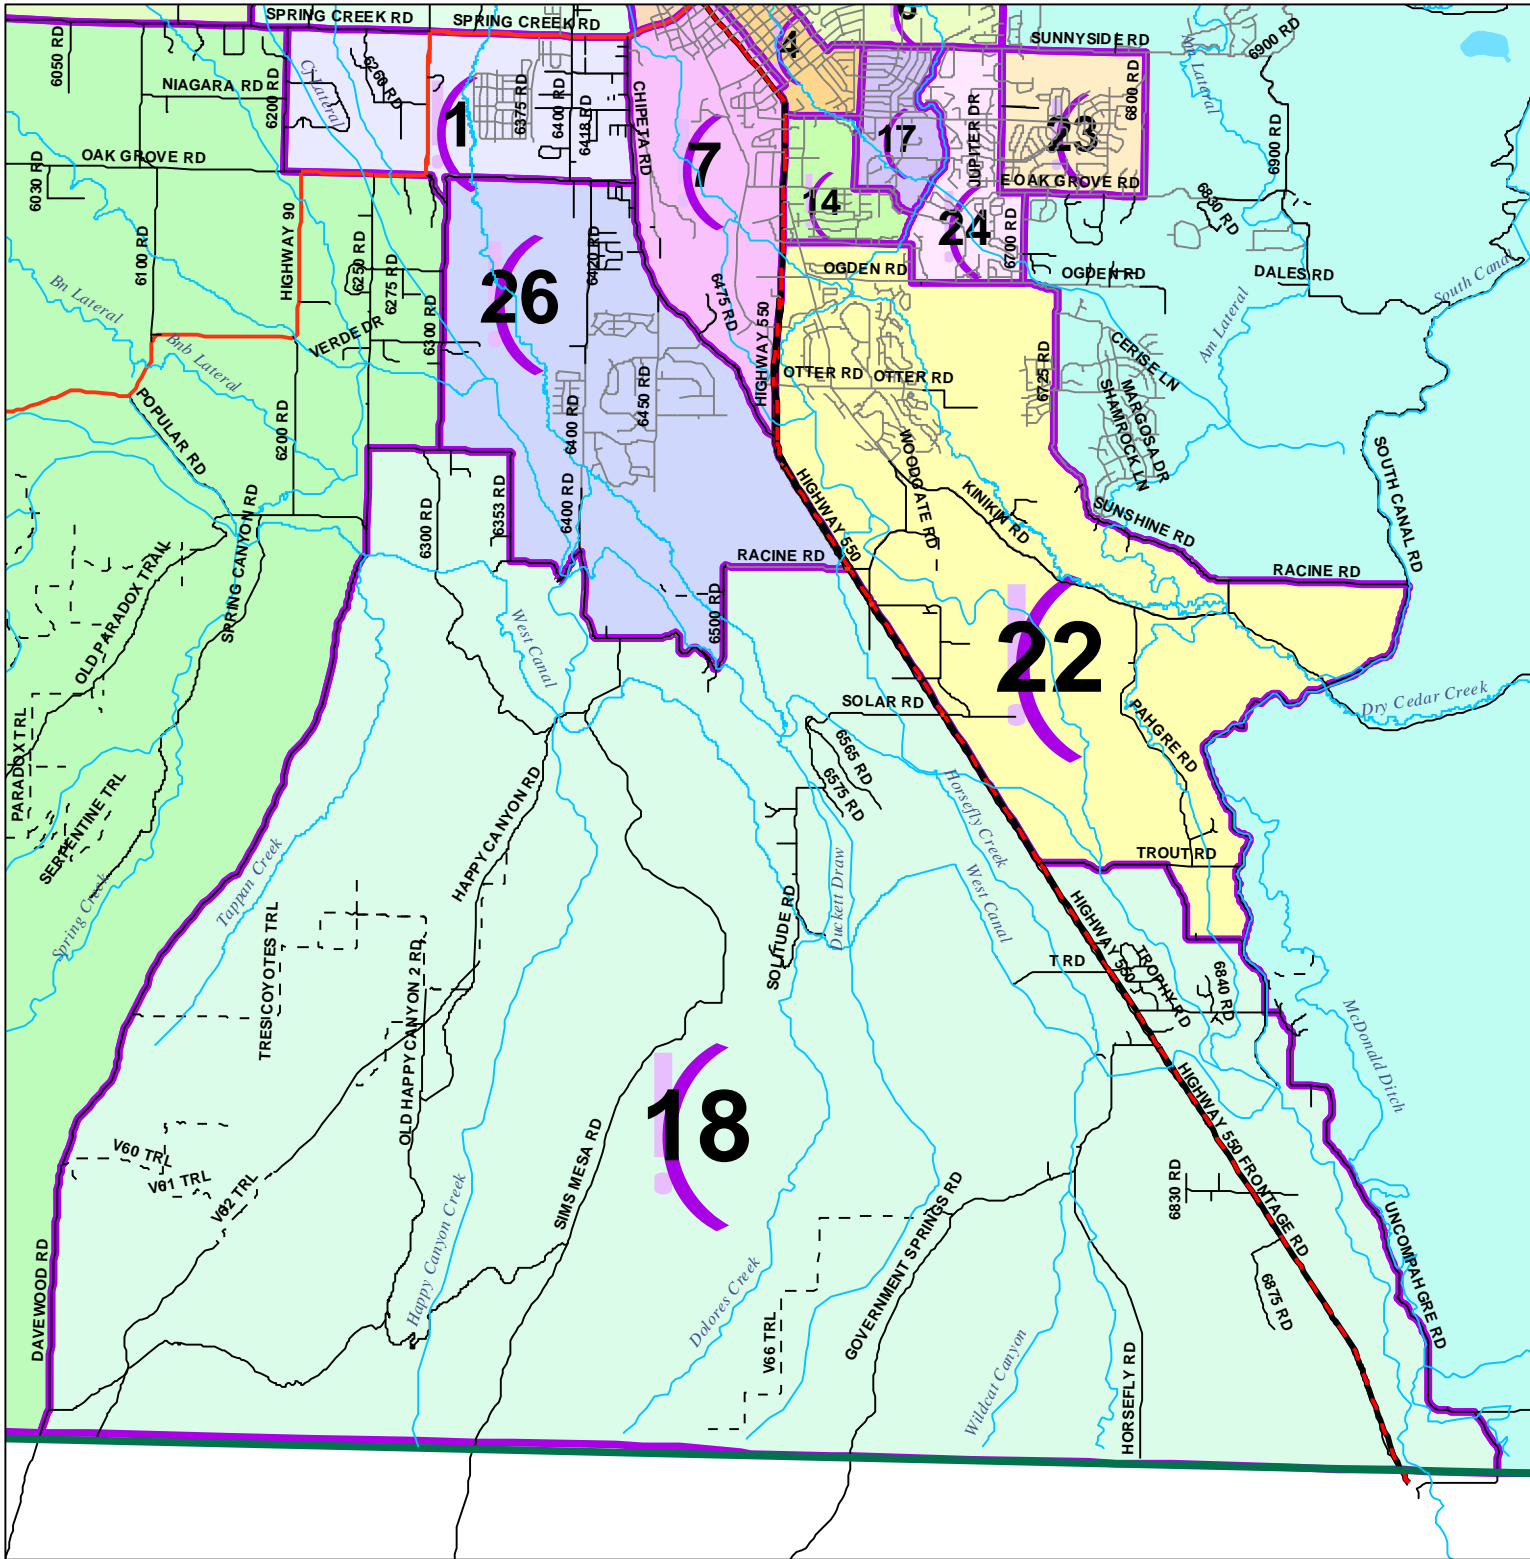 SPRING CREEK RD
SPRING CREEK RD
6050 RD
NIAGARA RD
6200 RD
CJ Lateral
6260 RD
1
6375 RD
6400 RD
6418 RD
CHIPETA RD
7
4
17
14
JUPITER DR
SUNNYSIDE RD
23
6800 RD
6900 RD
6900 RD
OAK GROVE RD
6030 RD
E OAK GROVE RD
24
6700 RD
6830 RD
6100 RD
HIGHWAY 90
6250 RD
6275 RD
6300 RD
VERDE DR
26
6420 RD
6475 RD
HIGHWAY 550
OGDEN RD
OGDEN RD
DALES RD
South Canal
Bn Lateral
Bnb Lateral
Am Lateral
OTTER RD
OTTER RD
6725 RD
CERISE LN
MARGOSA DR
SHAMROCK LN
POPULAR RD
6200 RD
6400 RD
6450 RD
WOODGATE RD
KINIKIN RD
SUNSHINE RD
SOUTH CANAL RD
SPRING CANYON RD
6300 RD
6353 RD
6400 RD
HIGHWAY 550
RACINE RD
RACINE RD
OLD PARADOX TRAIL
West Canal
6500 RD
22
PARADOX TRL
SERPENTINE TRL
SOLAR RD
PAHGRE RD
Dry Cedar Creek
6565 RD
6575 RD
HAPPY CANYON RD
Horsefly Creek
TROUT RD
Spring Creek
Tappan Creek
TRESICOYOTES TRL
OLD HAPPY CANYON 2 RD
SOLITUDE RD
Duckett Draw
West Canal
HIGHWAY 550
T RD
TROPHY RD
6840 RD
McDonald Ditch
18
V60 TRL
V61 TRL
V62 TRL
SIMS MESA RD
HIGHWAY 550 FRONTAGE RD
6830 RD
UNCOMPAHGRE RD
DAVEWOOD RD
Happy Canyon Creek
Dolores Creek
V66 TRL
GOVERNMENT SPRINGS RD
Wildcat Canyon
HORSEFLY RD
6875 RD